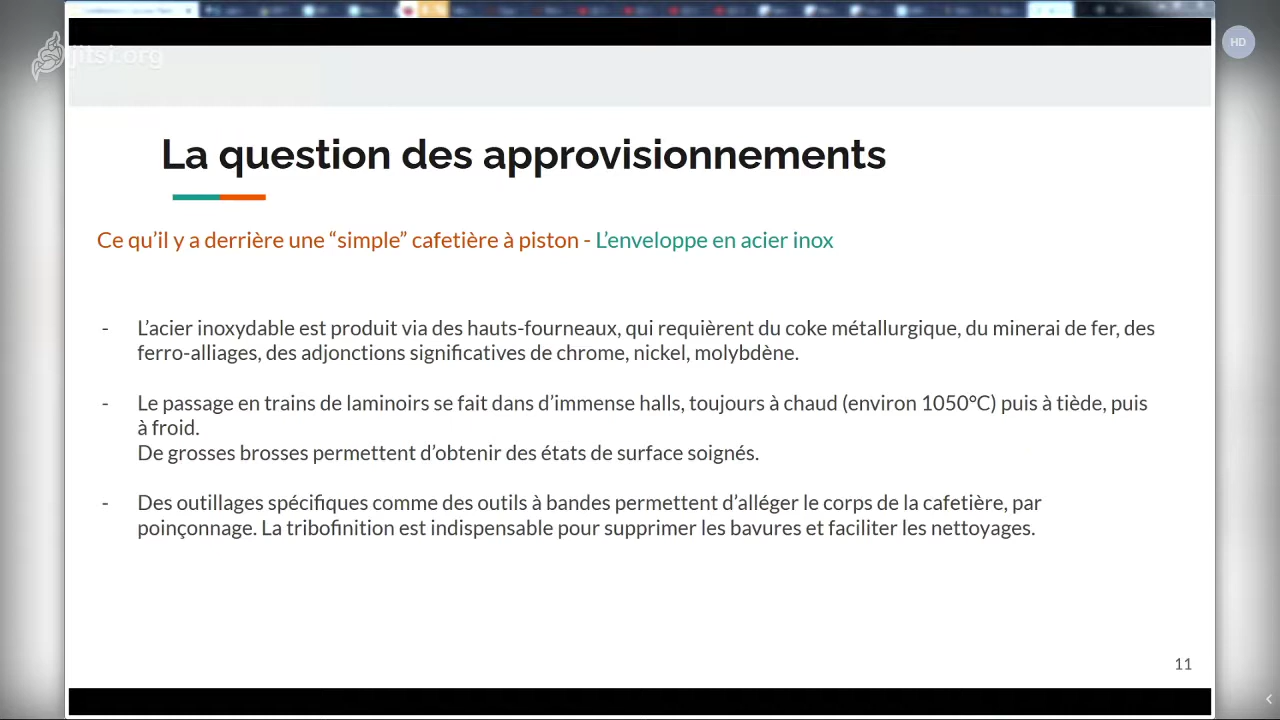 jitsi.org
HD
La question des approvisionnements
Ce qu'il y a derrière une “simple” cafetière à piston - L'enveloppe en acier inox
- L'acier inoxydable est produit via des hauts-fourneaux, qui requièrent du coke métallurgique, du minerai de fer, des
ferro-alliages, des adjonctions significatives de chrome, nickel, molybdène.
- Le passage en trains de laminoirs se fait dans d'immense halls, toujours à chaud (environ 1050°C) puis à tiède, puis
à froid.
De grosses brosses permettent d'obtenir des états de surface soignés.
- Des outillages spécifiques comme des outils à bandes permettent d'alléger le corps de la cafetière, par
poinçonnage. La tribofinition est indispensable pour supprimer les bavures et faciliter les nettoyages.
11